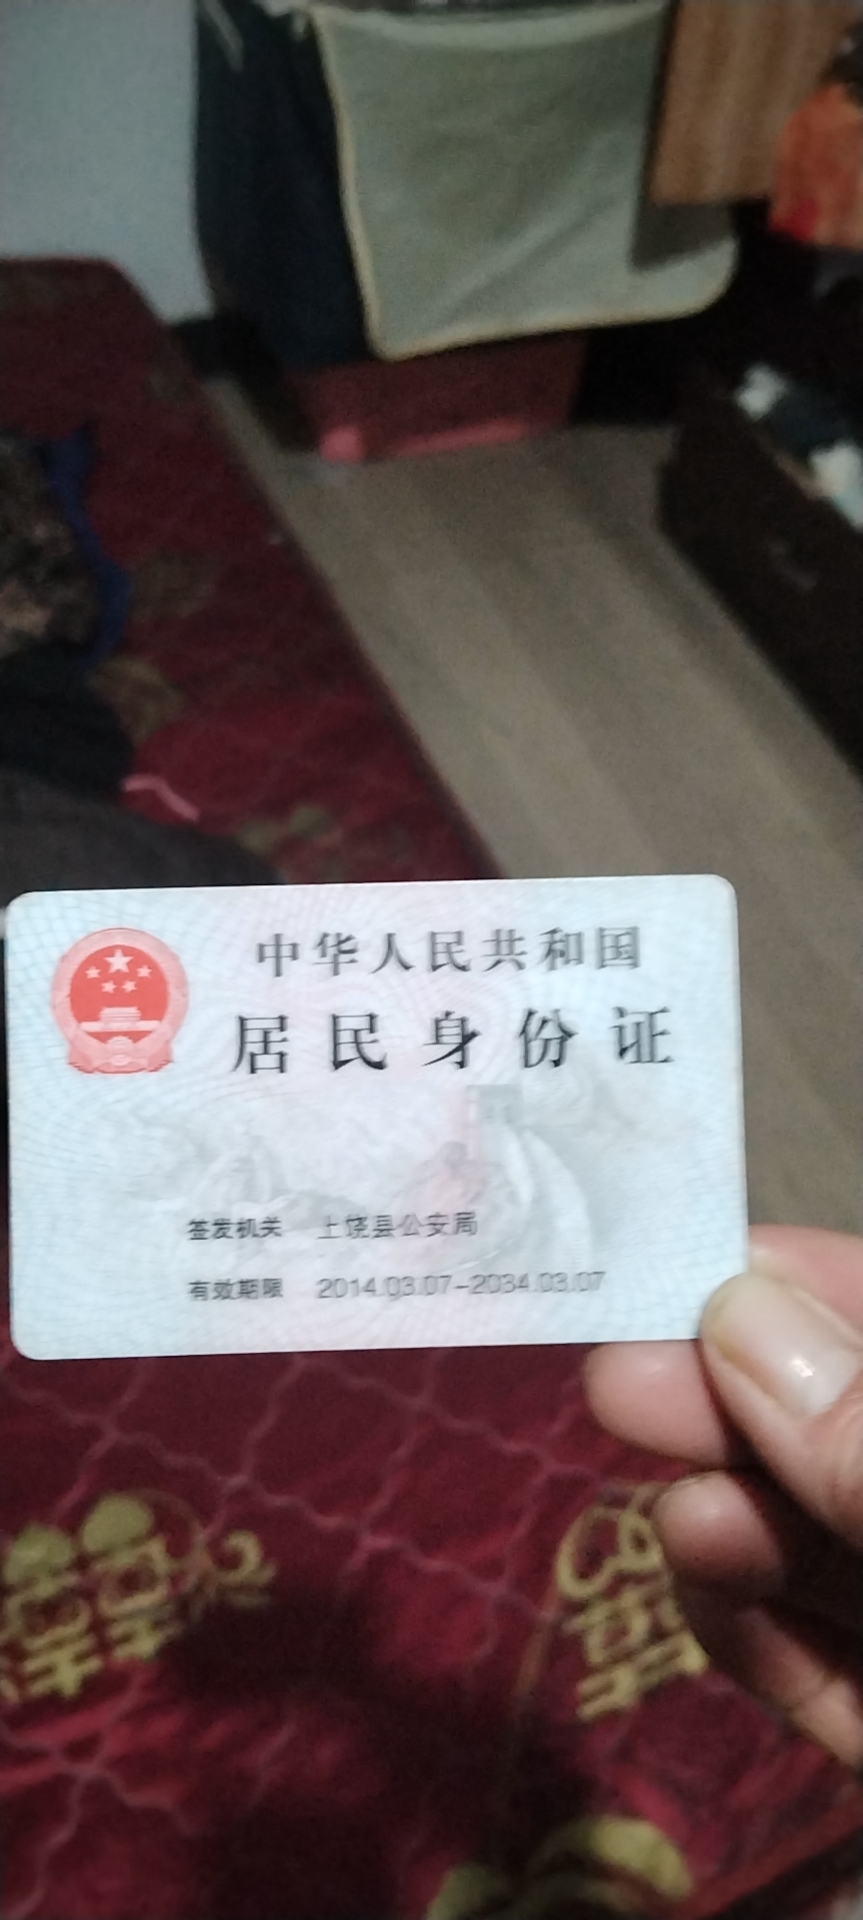 中华人民共和国
居民身份证
签发机关 上饶县公安局
有效期限 2014.03.07-2034.03.07